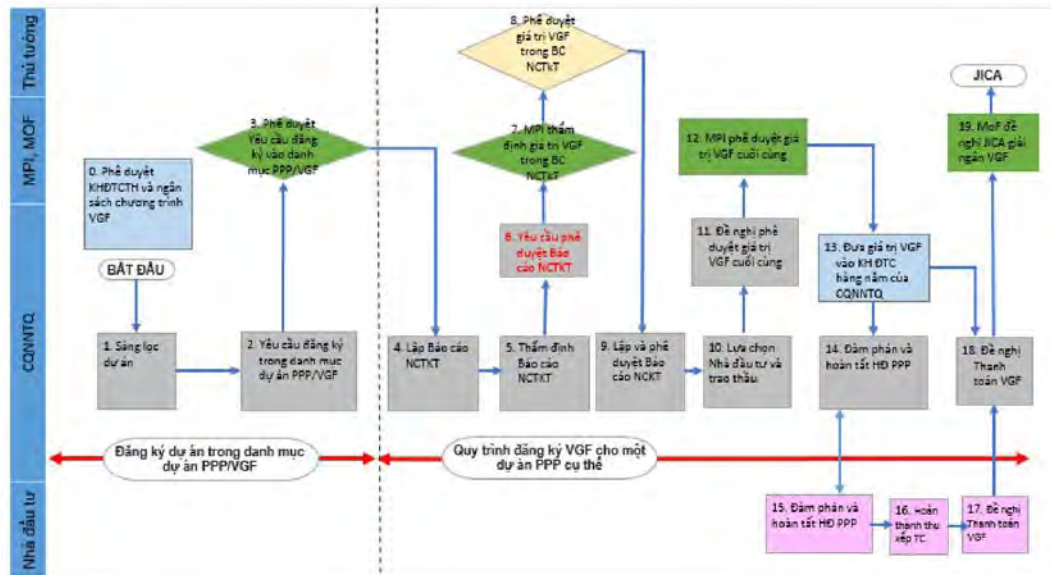 Thủ tướng
MPI, MOF
CQNNTQ
Nhà đầu tư
0. Phê duyệt
KHĐTCTH và ngân
sách chương trình
VGF
BẮT ĐẦU
1. Sàng lọc
dự án
2. Yêu cầu đăng ký
trong danh mục
dự án PPP/VGF
3. Phê duyệt
Yêu cầu đăng
ký vào danh
mục PPP/VGF
4. Lập Báo cáo
NCTKT
5. Thẩm định
Báo cáo
NCTKT
6. Yêu cầu phê
duyệt Báo
cáo NCTKT
7. MPI thẩm
định giá trị VGF
trong BC
NCTkT
8. Phê duyệt
giá trị VGF
trong BC
NCTkT
9. Lập và phê
duyệt Báo
cáo NCKT
10. Lựa chọn
Nhà đầu tư và
trao thầu
11. Đề nghị phê
duyệt giá trị
VGF cuối cùng
12. MPI phê duyệt giá
trị VGF cuối cùng
13. Đưa giá trị VGF
vào KH ĐTC
hàng năm của
CQNNTQ
14. Đàm phán và
hoàn tất HĐ PPP
15. Đàm phán và
hoàn tất HĐ PPP
16. Hoàn
thành thu
xếp TC
17. Đề nghị
Thanh toán
VGF
18. Đề nghị
Thanh
toán VGF
19. MoF đề
nghị JICA giải
ngân VGF
JICA
Đăng ký dự án trong danh mục
dự án PPP/VGF
Quy trình đăng ký VGF cho một
dự án PPP cụ thể